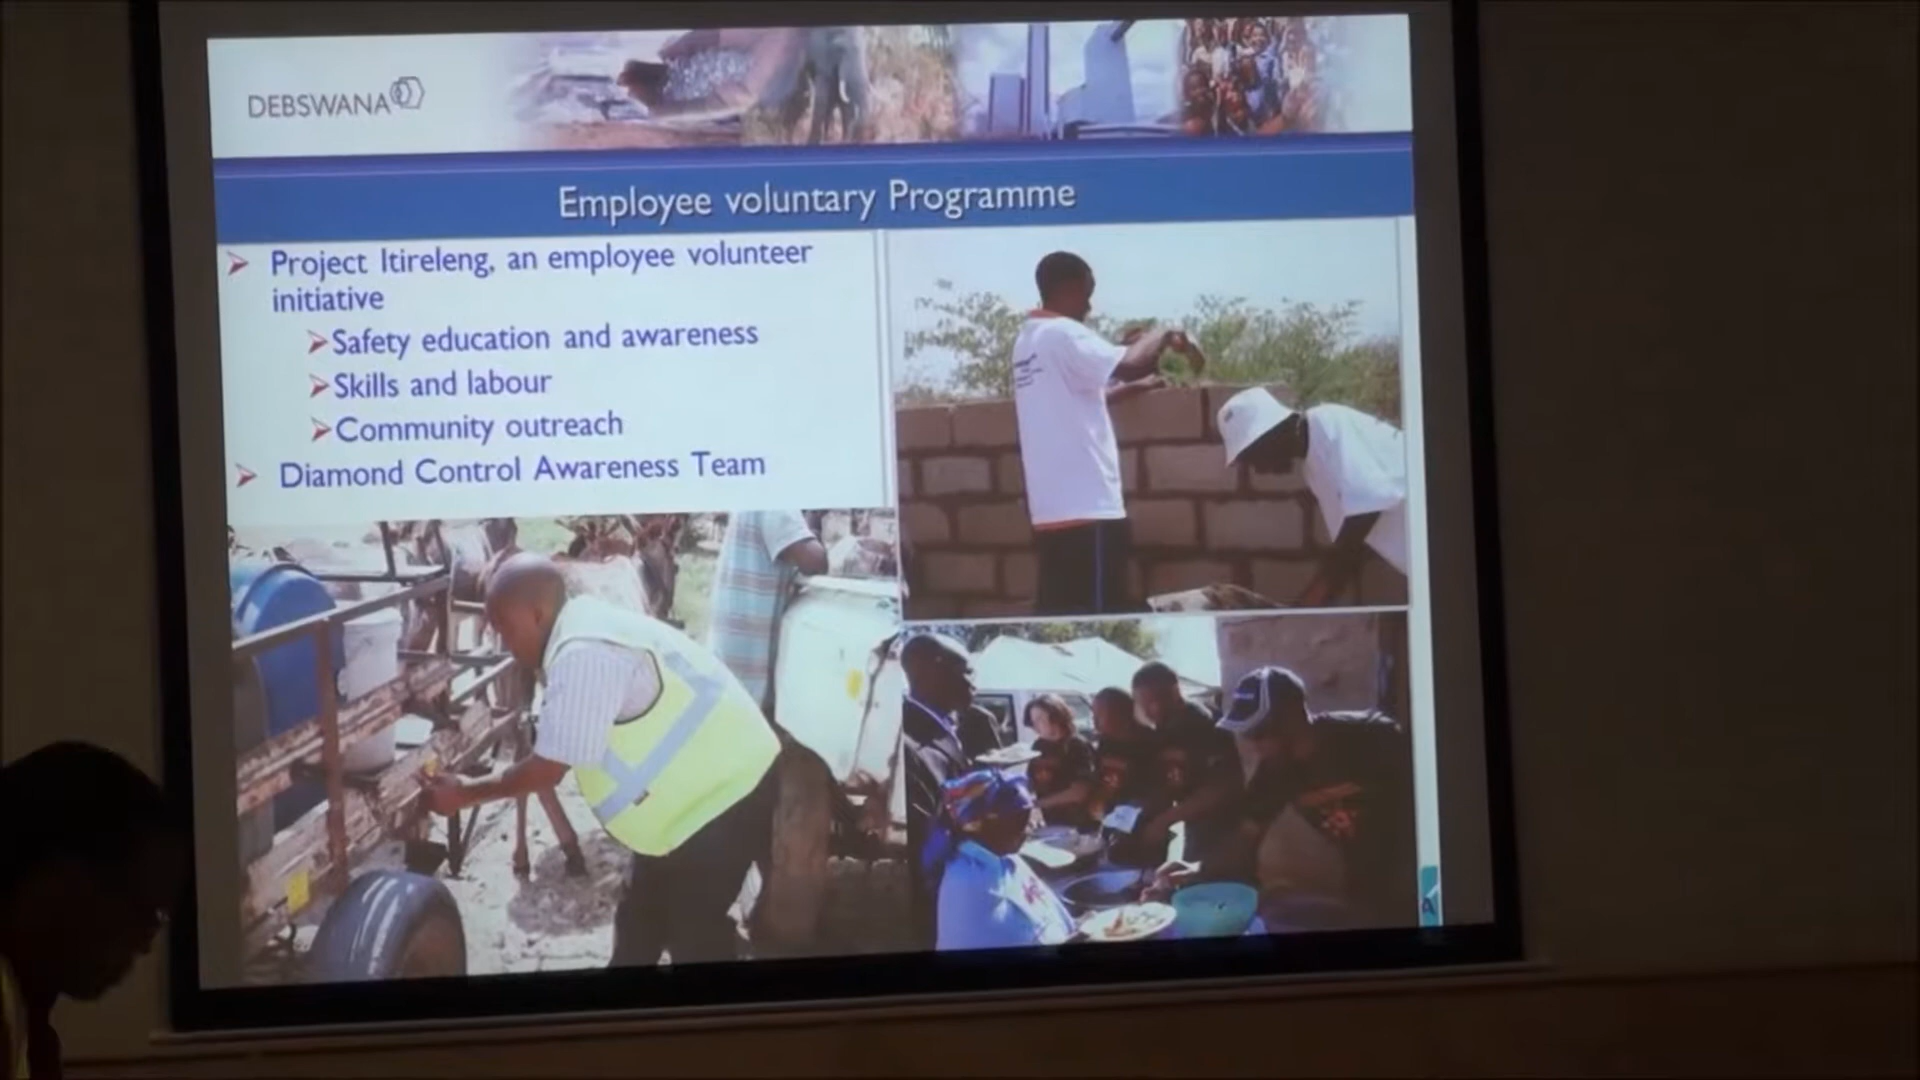 DEBSWANA
Employee voluntary Programme
Project Itireleng, an employee volunteer
initiative
Safety education and awareness
Skills and labour
Community outreach
Diamond Control Awareness Team